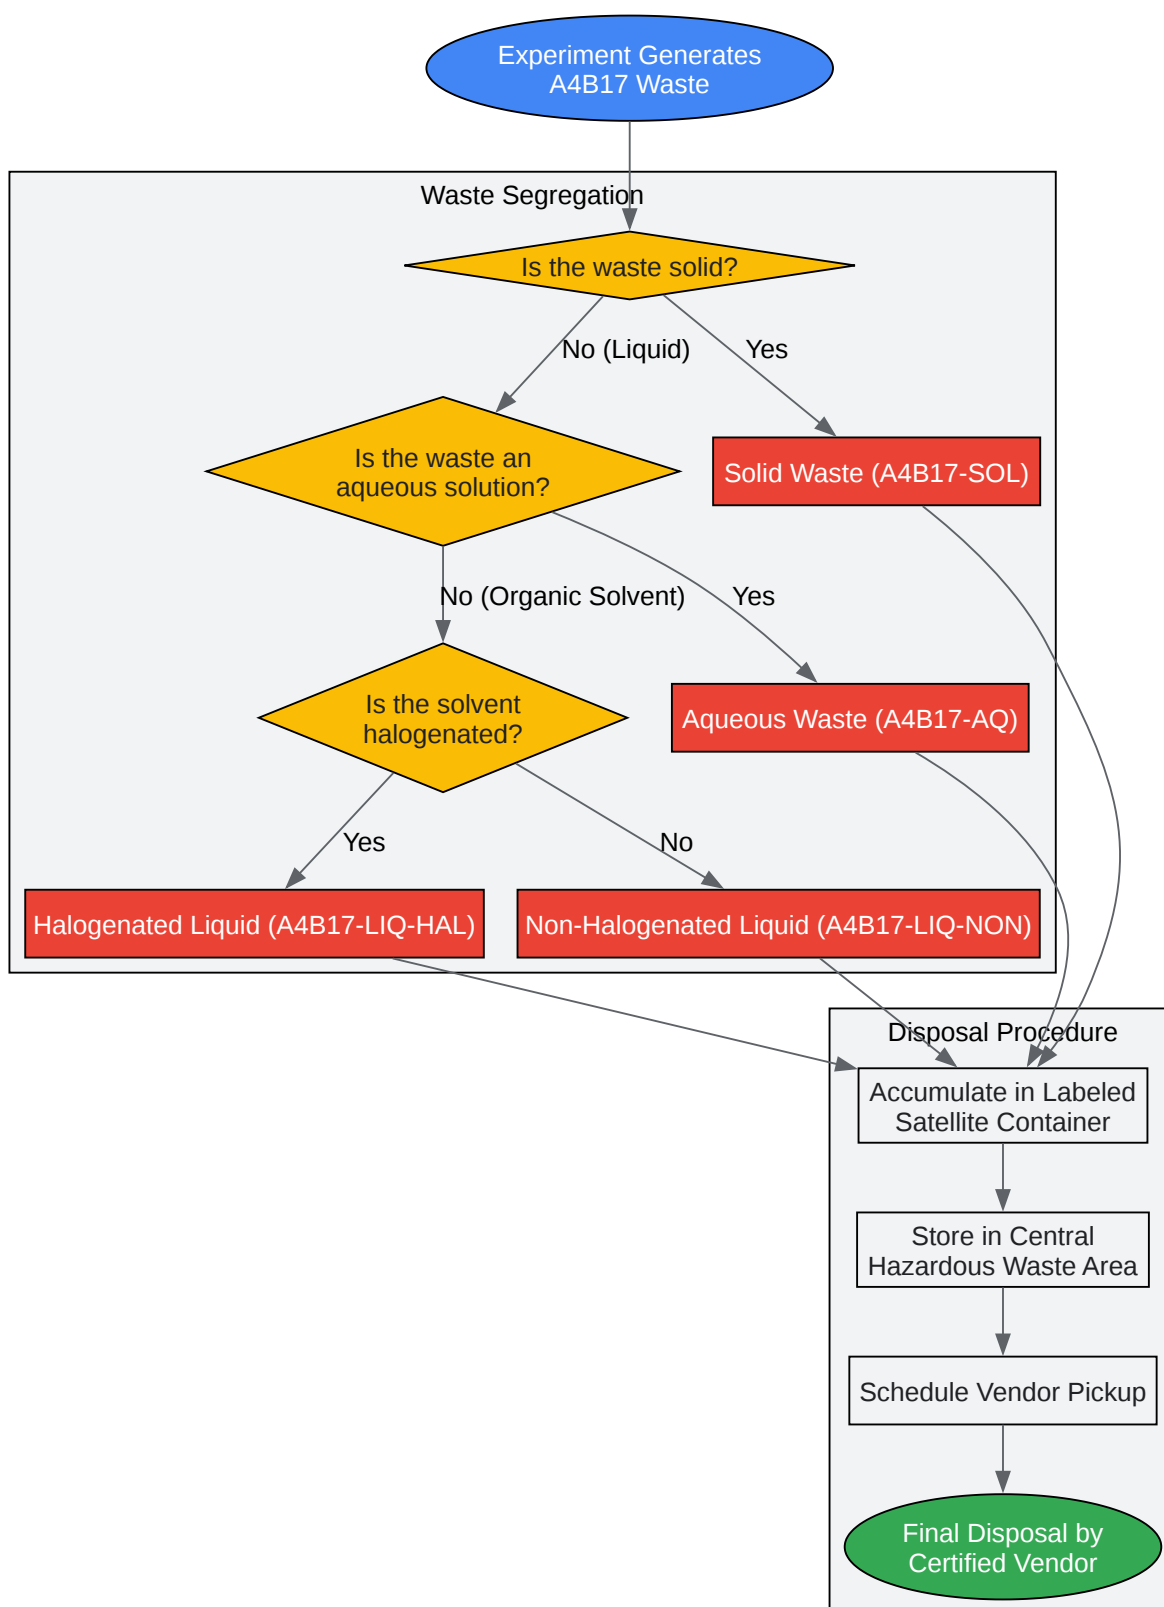 Experiment Generates
A4B17 Waste
Waste Segregation
Is the waste solid?
No (Liquid)
Yes
Is the waste an
aqueous solution?
Solid Waste (A4B17-SOL)
No (Organic Solvent)
Yes
Is the solvent
halogenated?
Aqueous Waste (A4B17-AQ)
Yes
No
Halogenated Liquid (A4B17-LIQ-HAL)
Non-Halogenated Liquid (A4B17-LIQ-NON)
Disposal Procedure
Accumulate in Labeled
Satellite Container
Store in Central
Hazardous Waste Area
Schedule Vendor Pickup
Final Disposal by
Certified Vendor